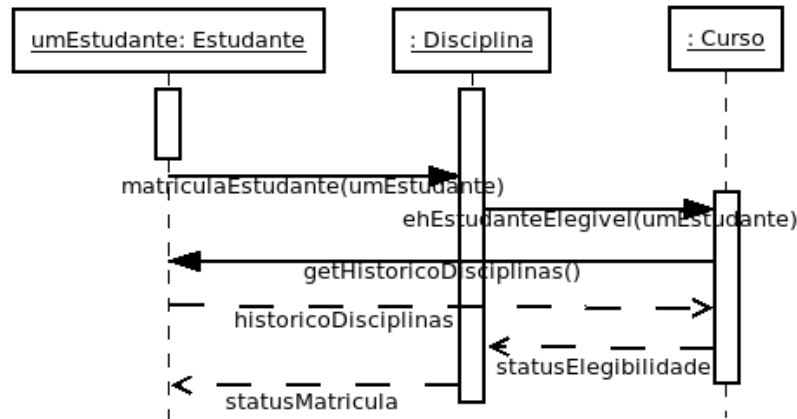 umEstudante: Estudante
: Disciplina
: Curso
matriculaEstudante(umEstudante)
ehEstudanteElegivel(umEstudante)
getHistoricoDisciplinas()
historicoDisciplinas
statusElegibilidade
statusMatricula